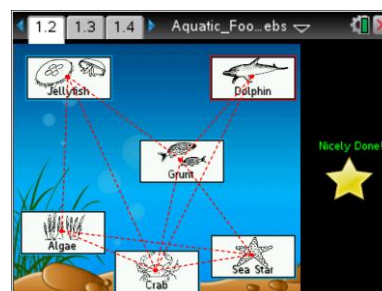 1.2 1.3 1.4 Aquatic_Foo...ebs
Jellyfish
Dolphin
Grunt
Nicely Done!
Algae
Sea Star
Crab